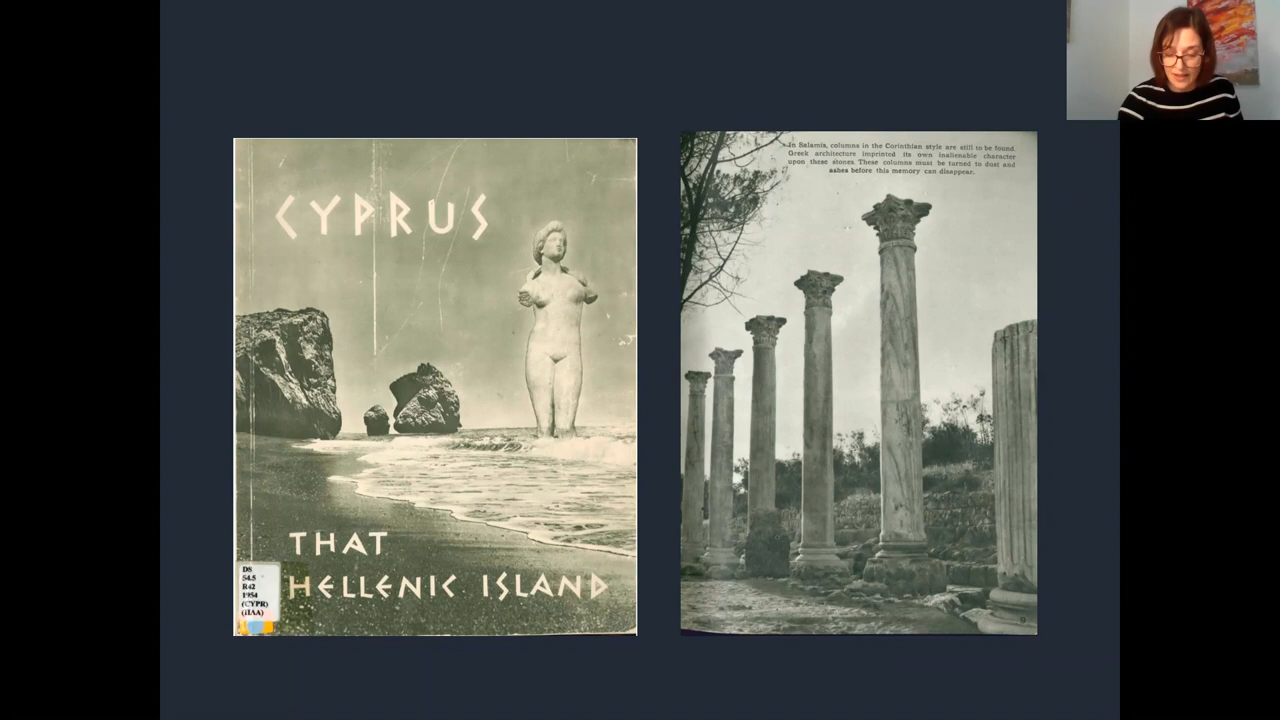 CYPRUS
THAT
HELLENIC ISLAND
DS
54.5
R42
1954
(CYPR)
(ΠΛΑ)
In Salamis, columns in the Corinthian style are still to be found.
Greek architecture imprinted its own inalienable character
upon these stones. These columns must be turned to dust and
ashes before this memory can disappear.
9